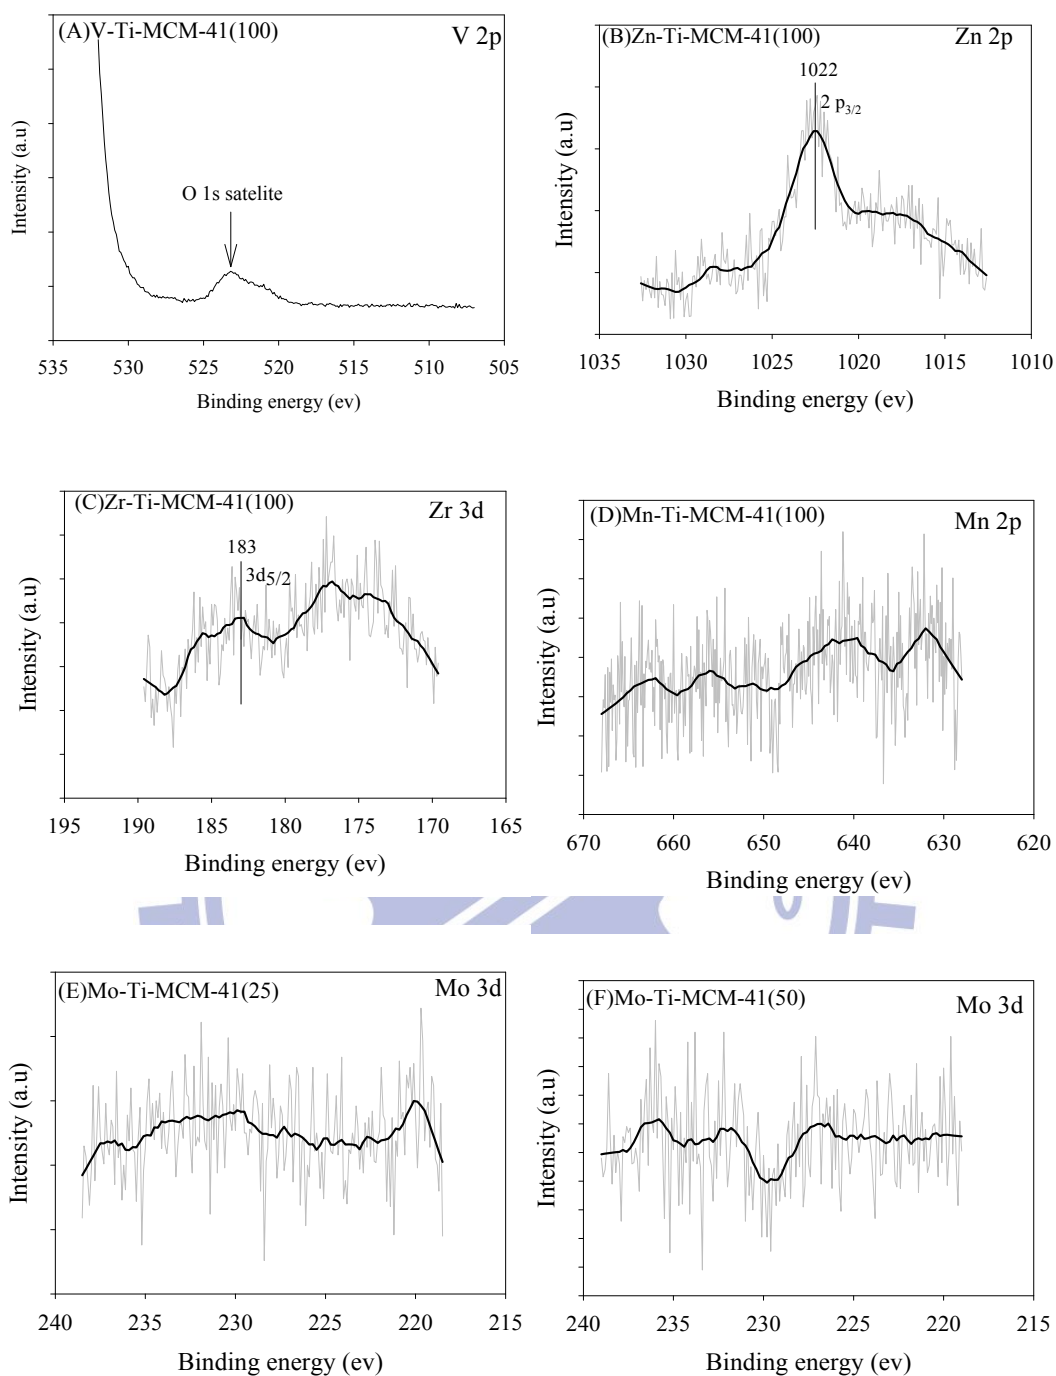 (A)V-Ti-MCM-41(100)
V 2p
O 1s satelite
Intensity (a.u)
535 530 525 520 515 510 505
Binding energy (ev)
(B)Zn-Ti-MCM-41(100)
Zn 2p
1022
2 p3/2
Intensity (a.u)
1035 1030 1025 1020 1015 1010
Binding energy (ev)
(C)Zr-Ti-MCM-41(100)
Zr 3d
183
3d5/2
Intensity (a.u)
195 190 185 180 175 170 165
Binding energy (ev)
(D)Mn-Ti-MCM-41(100)
Mn 2p
Intensity (a.u)
670 660 650 640 630 620
Binding energy (ev)
(E)Mo-Ti-MCM-41(25)
Mo 3d
Intensity (a.u)
240 235 230 225 220 215
Binding energy (ev)
(F)Mo-Ti-MCM-41(50)
Mo 3d
Intensity (a.u)
240 235 230 225 220 215
Binding energy (ev)